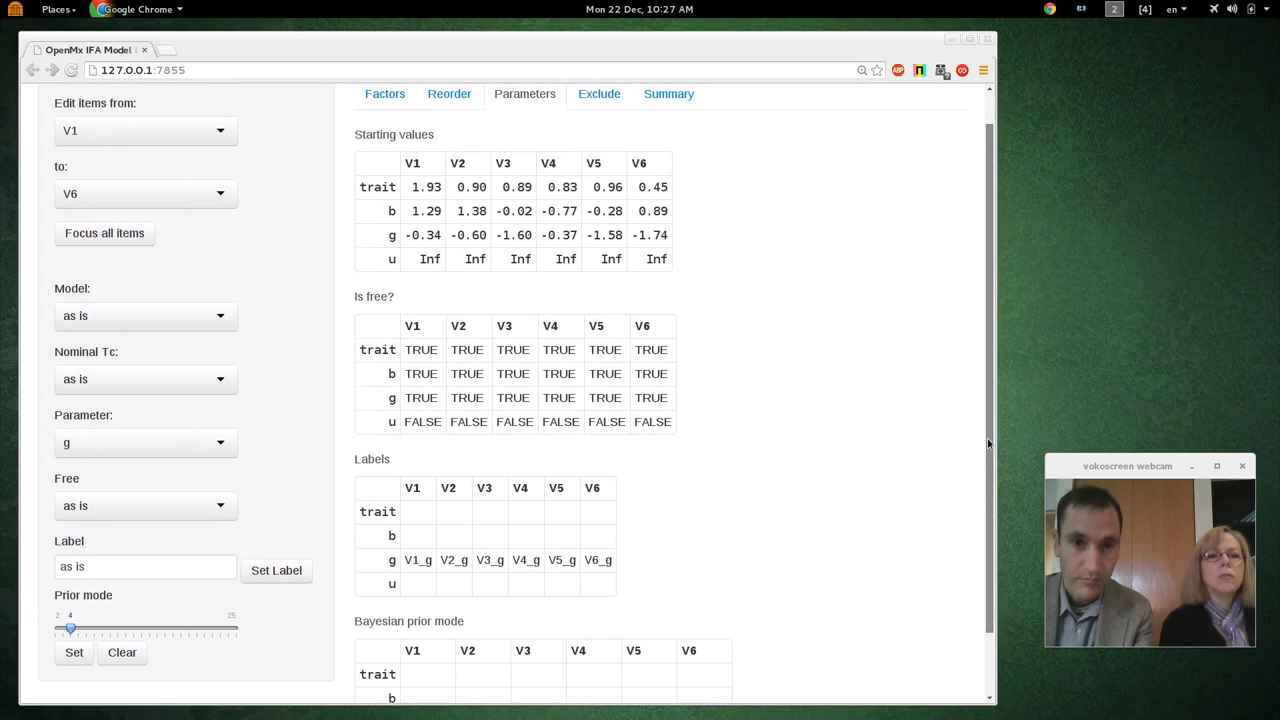 Places Google Chrome Mon 22 Dec, 10:27 AM 2 [4] en
OpenMx IFA Model
127.0.0.1:7855
ABP
Edit items from:
V1
to:
V6
Focus all items
Model:
as is
Nominal Tc:
as is
Parameter:
g
Free
as is
Label
as is Set Label
Prior mode
2 4 25
Set Clear
Factors Reorder Parameters Exclude Summary
Starting values
V1 V2 V3 V4 V5 V6
trait 1.93 0.90 0.89 0.83 0.96 0.45
b 1.29 1.38 -0.02 -0.77 -0.28 0.89
g -0.34 -0.60 -1.60 -0.37 -1.58 -1.74
u Inf Inf Inf Inf Inf Inf
Is free?
V1 V2 V3 V4 V5 V6
trait TRUE TRUE TRUE TRUE TRUE TRUE
b TRUE TRUE TRUE TRUE TRUE TRUE
g TRUE TRUE TRUE TRUE TRUE TRUE
u FALSE FALSE FALSE FALSE FALSE FALSE
Labels
V1 V2 V3 V4 V5 V6
trait
b
g V1_g V2_g V3_g V4_g V5_g V6_g
u
Bayesian prior mode
V1 V2 V3 V4 V5 V6
trait
b
vokoscreen webcam